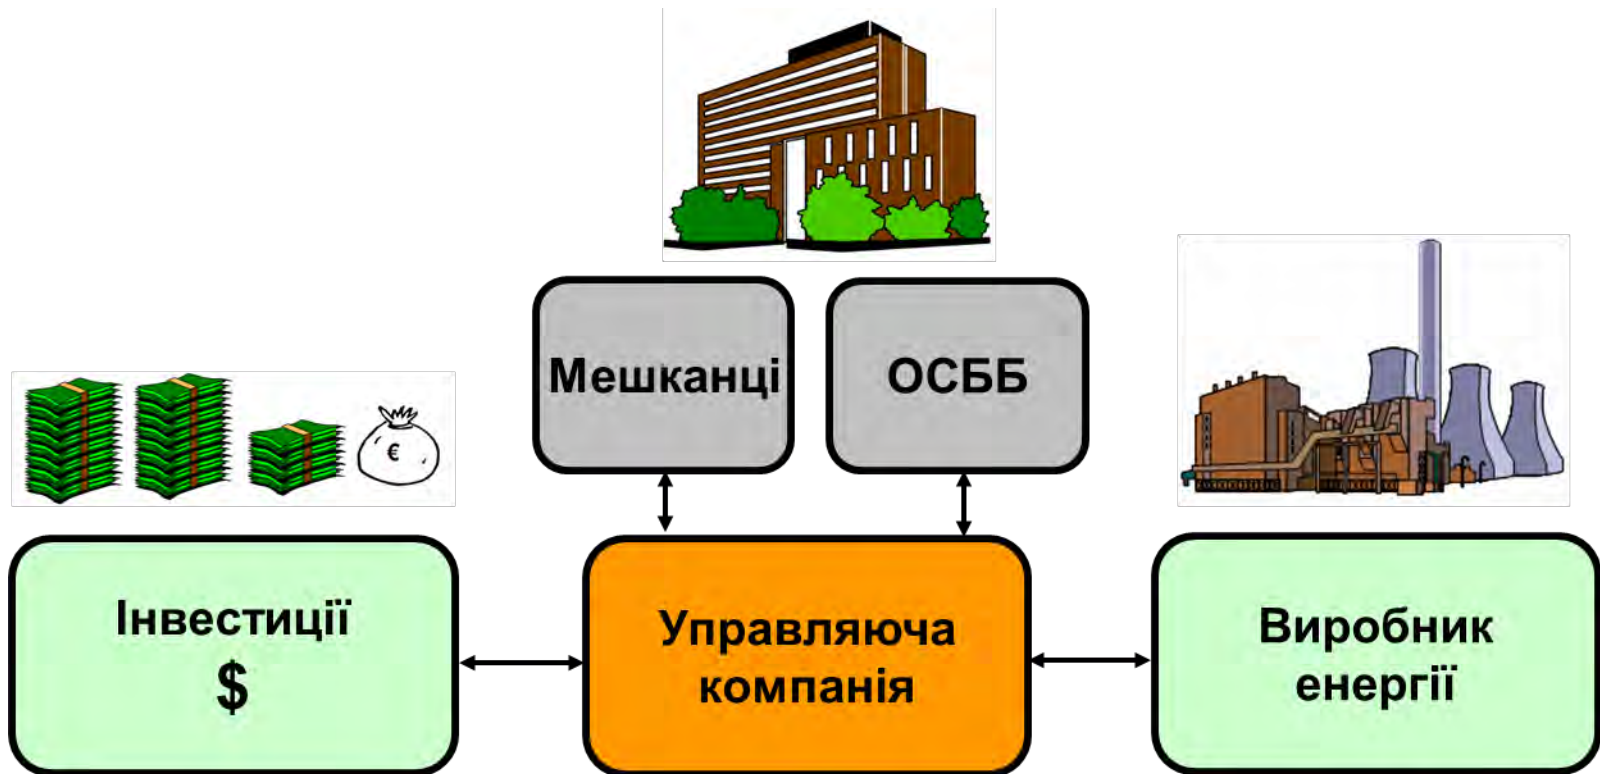 Мешканці
ОСББ
€
Інвестиції
$
Управляюча
компанія
Виробник
енергії